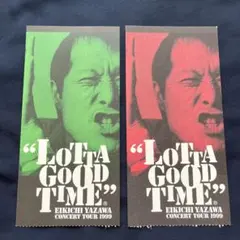 "LOTTA
GOOD
TIME"
EIKICHI YAZAWA
CONCERT TOUR 1999
"LOTTA
GOOD
TIME"
EIKICHI YAZAWA
CONCERT TOUR 1999